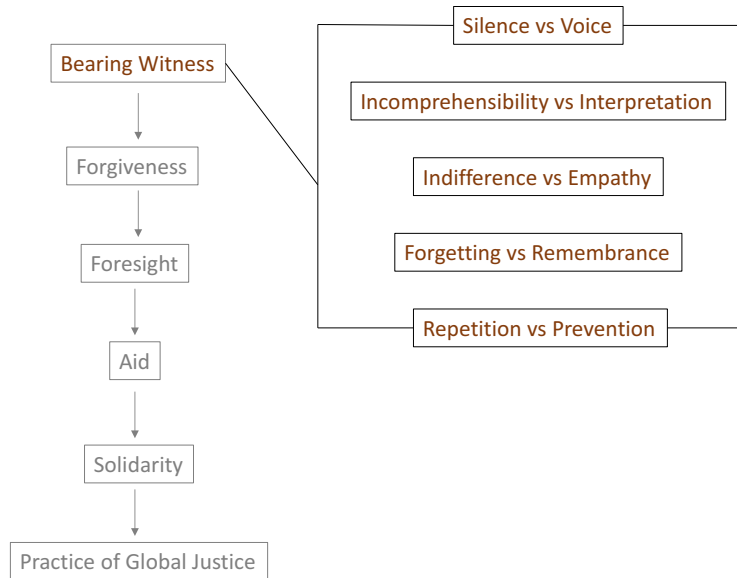 Bearing Witness
Forgiveness
Foresight
Aid
Solidarity
Practice of Global Justice
Silence vs Voice
Incomprehensibility vs Interpretation
Indifference vs Empathy
Forgetting vs Remembrance
Repetition vs Prevention